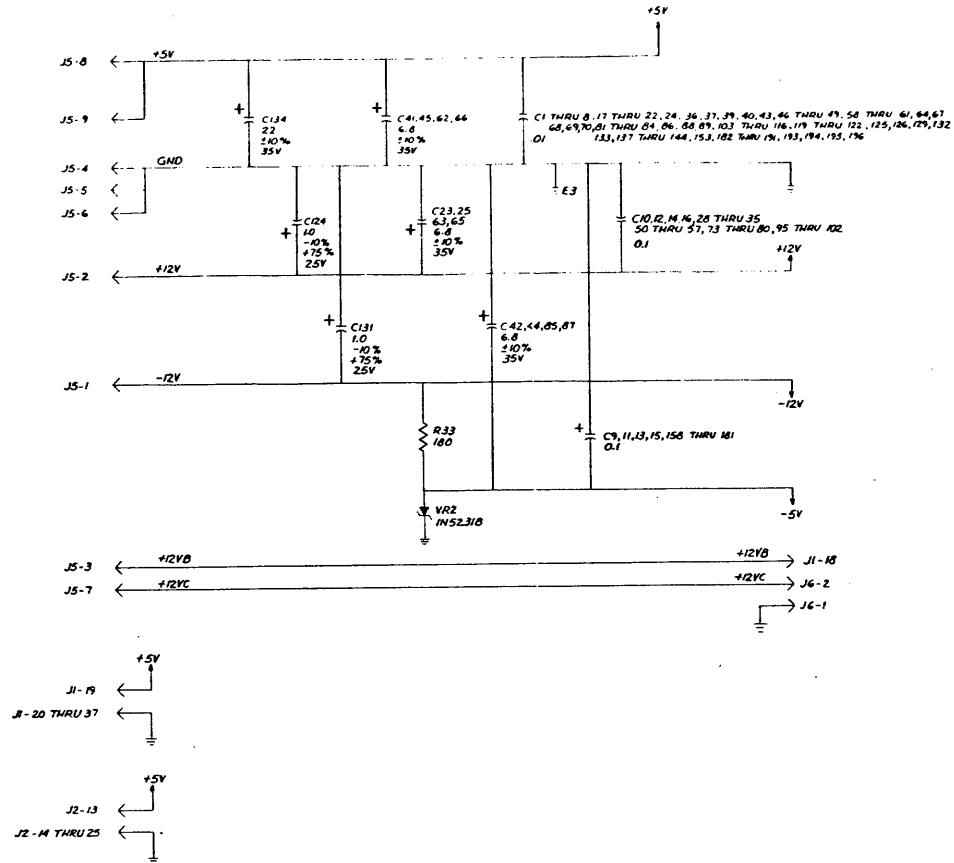 +5V
J5-8
+5V
J5-9
C134
22
±10%
35V
C41,45,62,66
6.8
±10%
35V
C1 THRU 8,17 THRU 22,24,36,37,39,40,43,46 THRU 49,58 THRU 61,64,67
68,69,70,81 THRU 84,86,88,89,103 THRU 116,119 THRU 122,125,126,129,132
.01 133,137 THRU 144,153,182 THRU 191,193,194,195,196
J5-4
GND
J5-5
J5-6
E3
C124
1.0
-10%
+75%
25V
C23,25
63,65
6.8
±10%
35V
C10,12,14,16,28 THRU 35
50 THRU 57,73 THRU 80,95 THRU 102
0.1
J5-2
+12V
+12V
C131
1.0
-10%
+75%
25V
C42,44,85,87
6.8
±10%
35V
J5-1
-12V
-12V
R33
180
C9,11,13,15,158 THRU 181
0.1
VR2
1N5231B
-5V
J5-3
+12VB
+12VB
J1-18
J5-7
+12VC
+12VC
J6-2
J6-1
+5V
J1-19
J1-20 THRU 37
+5V
J2-13
J2-14 THRU 25